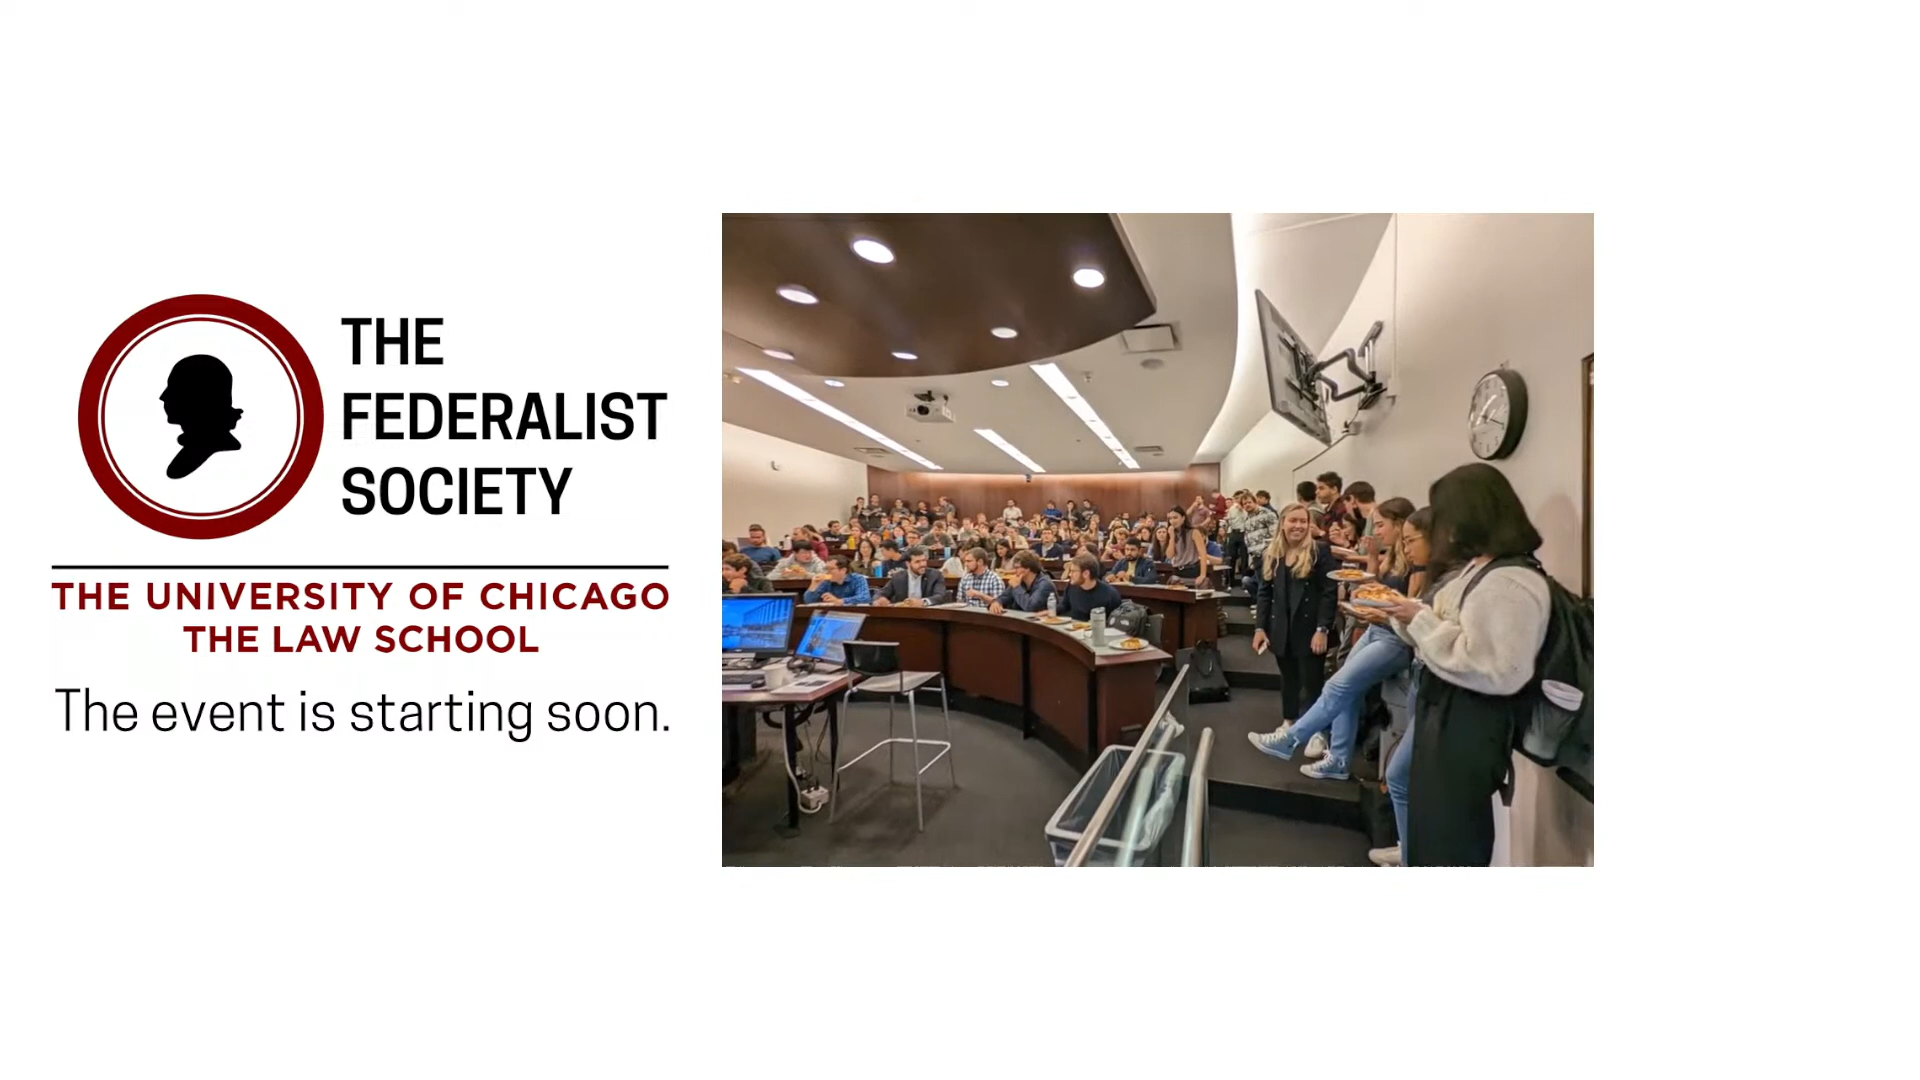 THE
FEDERALIST
SOCIETY
THE UNIVERSITY OF CHICAGO
THE LAW SCHOOL
The event is starting soon.